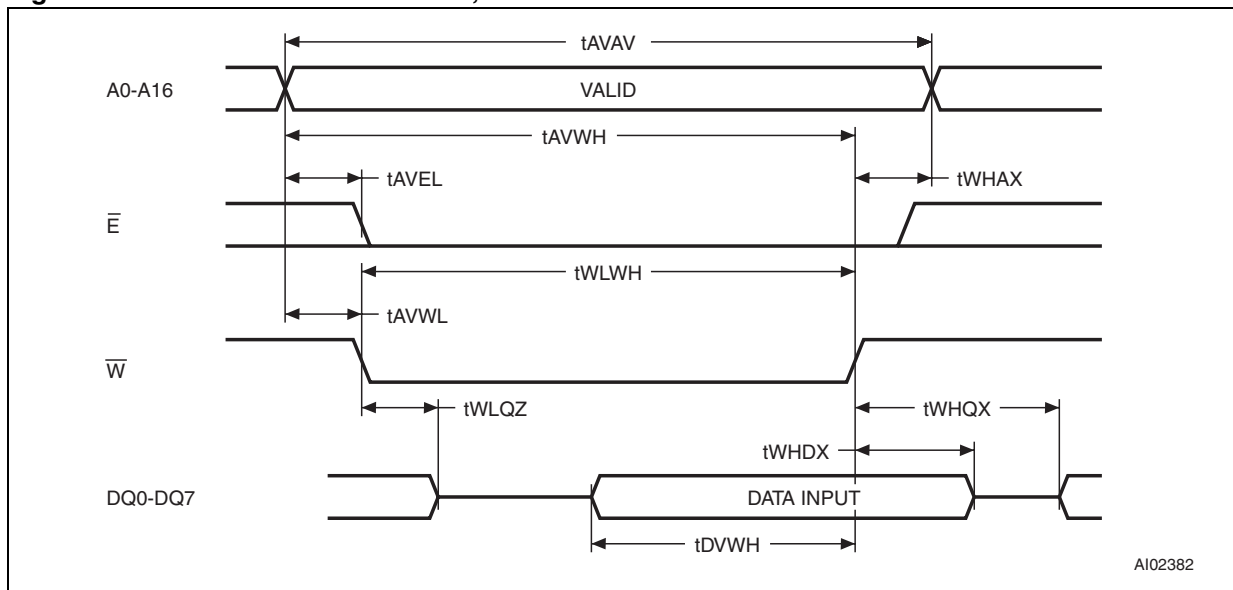 tAVAV
A0-A16
VALID
tAVWH
tAVEL
tWHAX
E̅
tWLWH
tAVWL
W̅
tWLQZ
tWHQX
tWHDX
DQ0-DQ7
DATA INPUT
tDVWH
AI02382